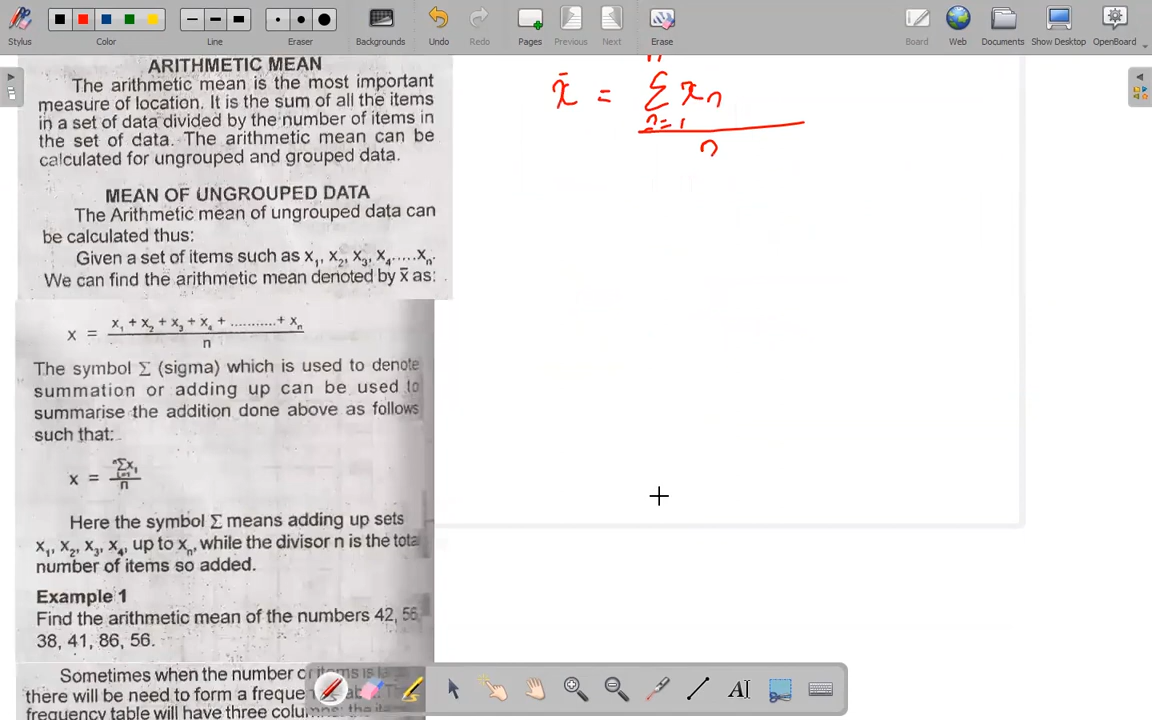 Stylus
Color
Line
Eraser
Backgrounds
Undo
Redo
Pages
Previous
Next
Erase
Board
Web
Documents
Show Desktop
OpenBoard
ARITHMETIC MEAN
The arithmetic mean is the most important
measure of location. It is the sum of all the items
in a set of data divided by the number of items in
the set of data. The arithmetic mean can be
calculated for ungrouped and grouped data.
MEAN OF UNGROUPED DATA
The Arithmetic mean of ungrouped data can
be calculated thus:
Given a set of items such as x₁, x₂, x₃, x₄.....xₙ.
We can find the arithmetic mean denoted by x̄ as:
x = x₁ + x₂ + x₃ + x₄ + ........... + xₙ
n
The symbol Σ (sigma) which is used to denote
summation or adding up can be used to
summarise the addition done above as follows
such that:
x = ⁿΣx₁
i=1
n
Here the symbol Σ means adding up sets
x₁, x₂, x₃, x₄, up to xₙ, while the divisor n is the total
number of items so added.
Example 1
Find the arithmetic mean of the numbers 42, 56,
38, 41, 86, 56.
Sometimes when the number
there will be need to form a
frequency table will have three
x̄ = Σ xₙ
n=1
n